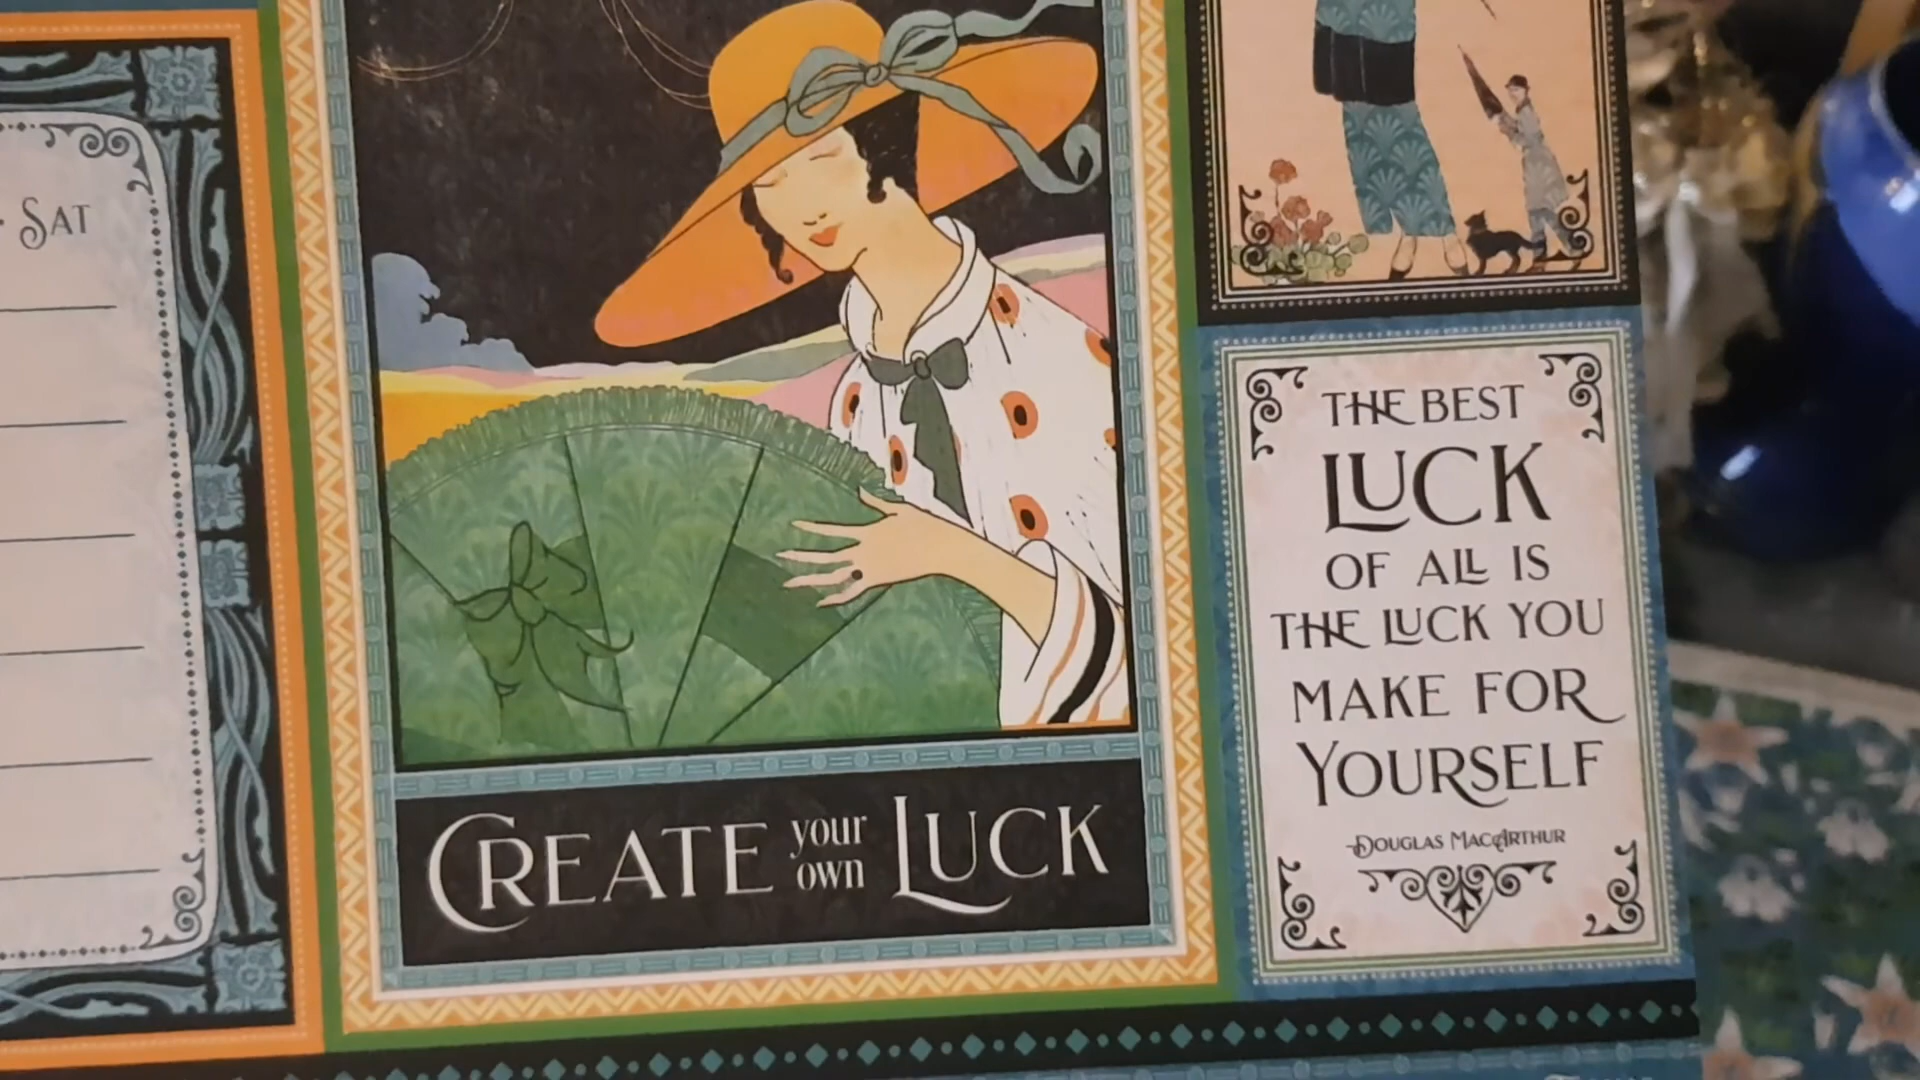 SAT
CREATE your own LUCK
THE BEST
LUCK
OF ALL IS
THE LUCK YOU
MAKE FOR
YOURSELF
-DOUGLAS MACARTHUR